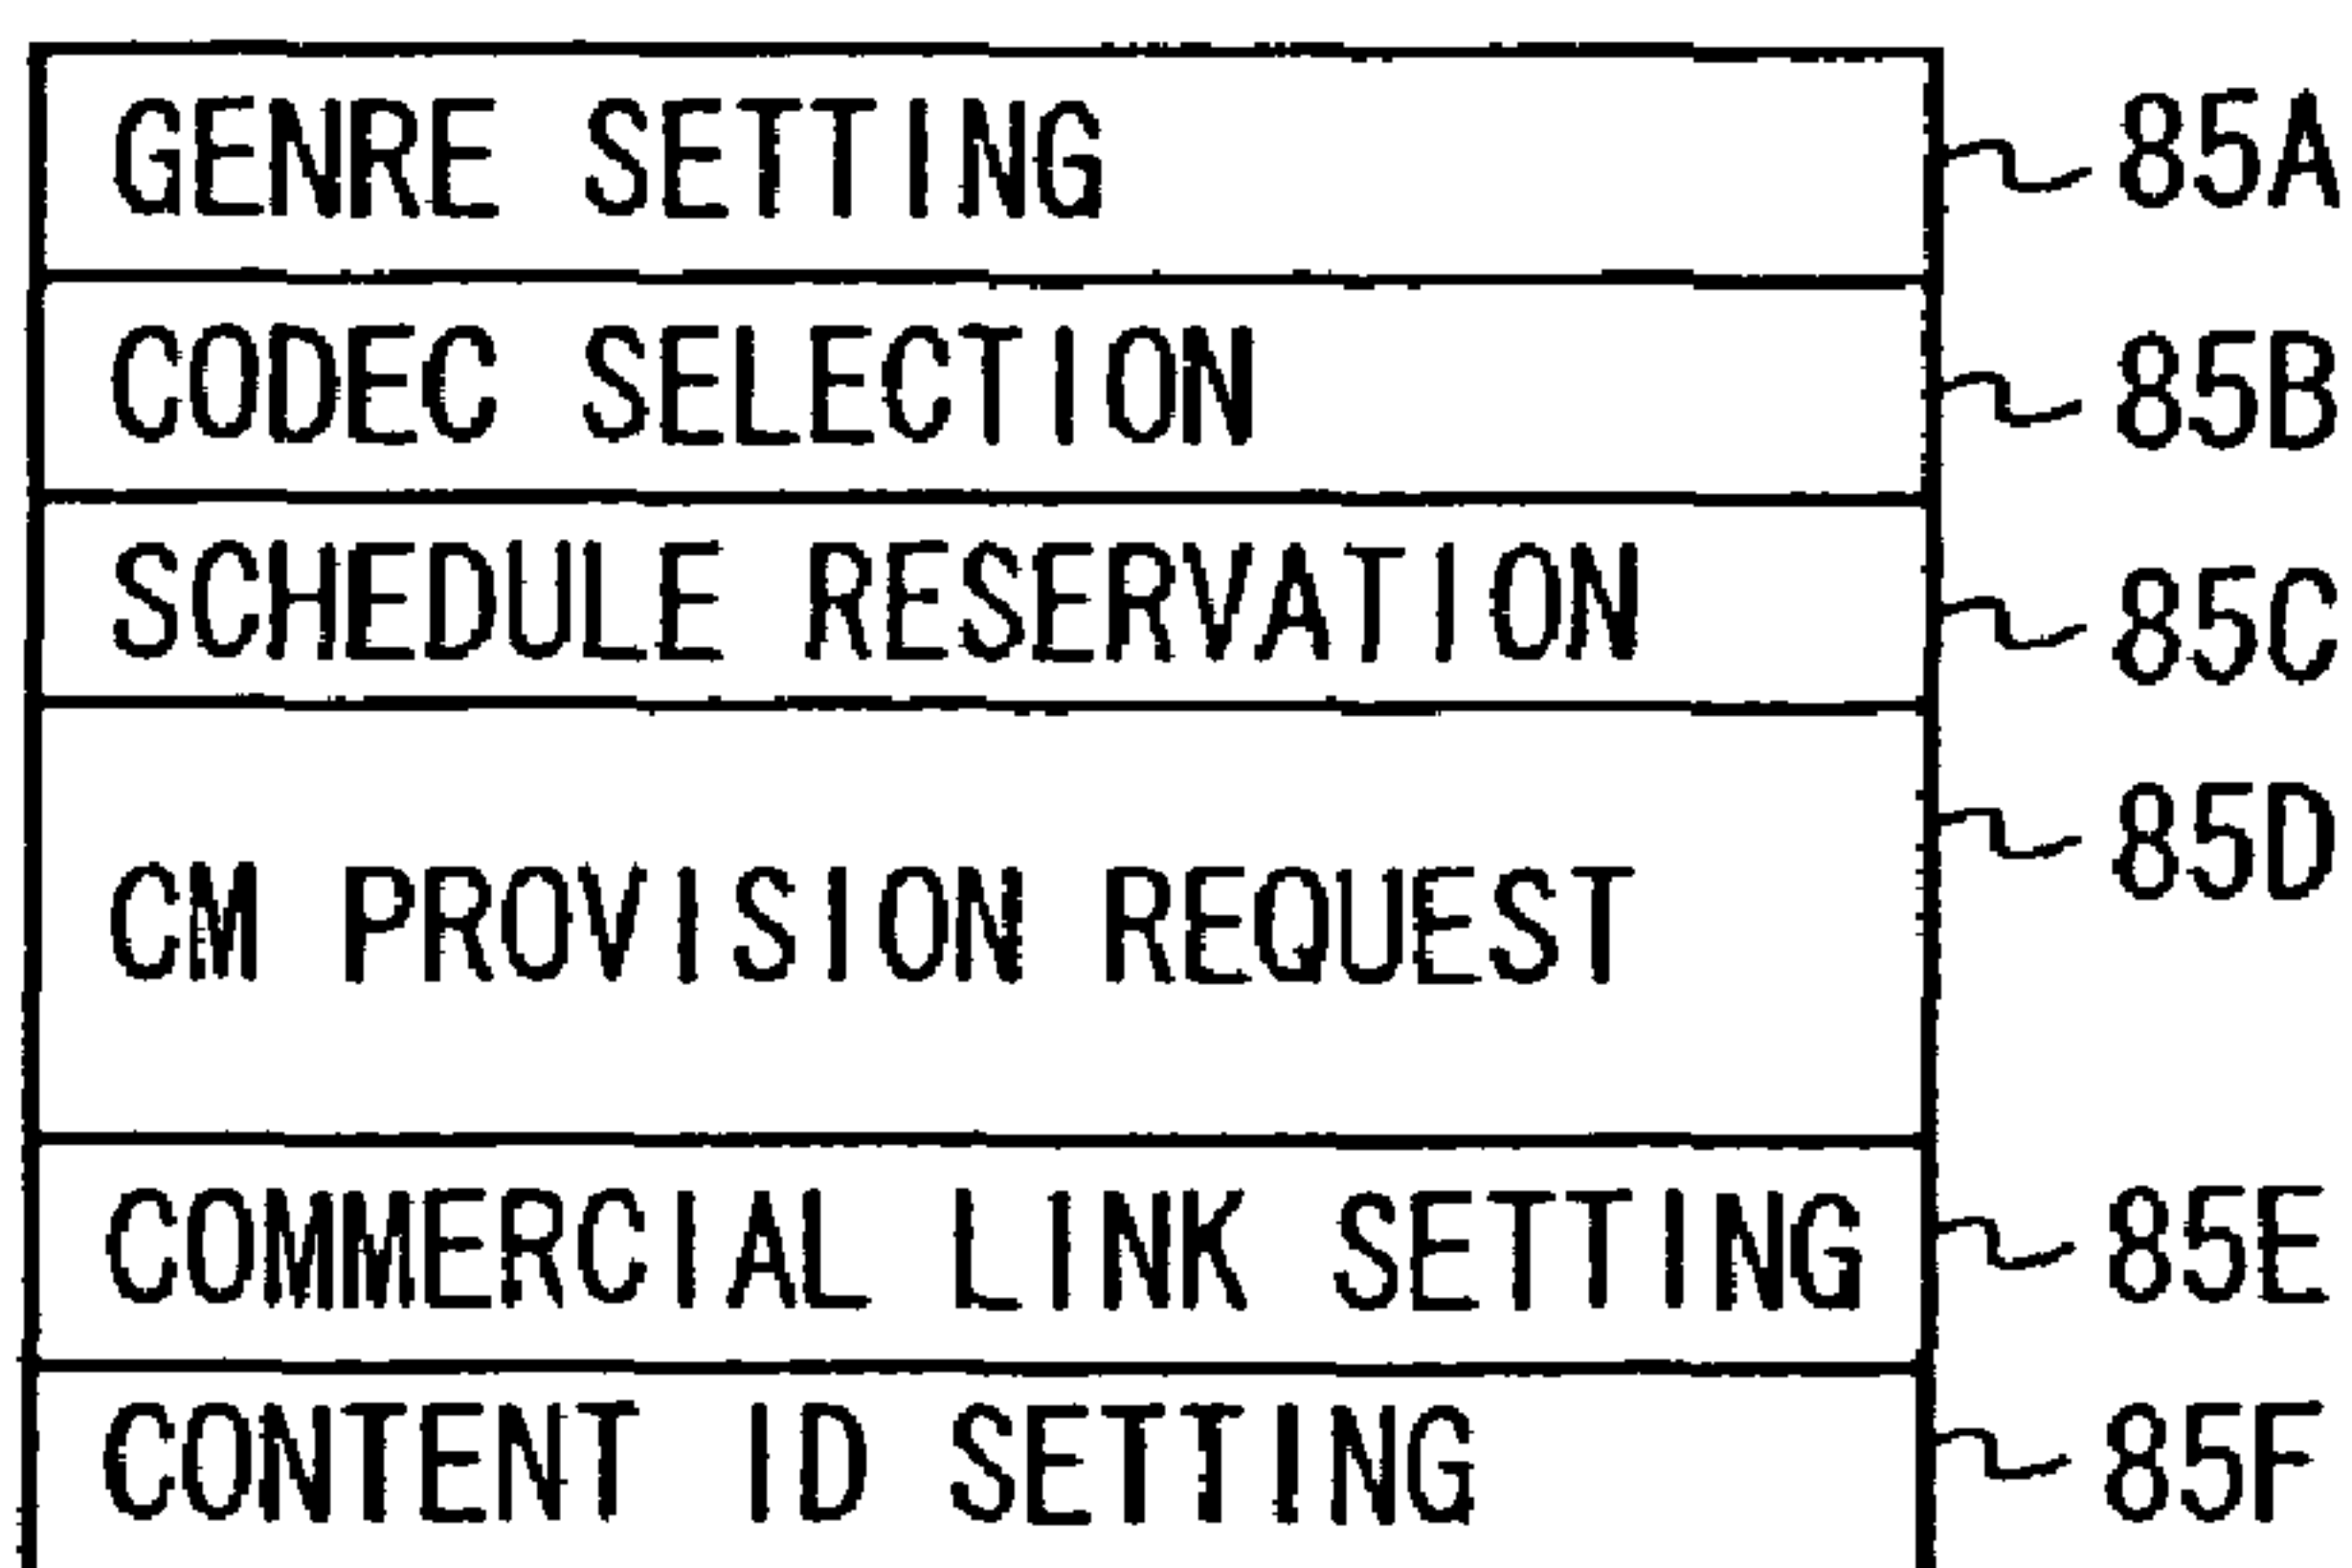 GENRE SETTING 85A
CODEC SELECTION 85B
SCHEDULE RESERVATION 85C
CM PROVISION REQUEST 85D
COMMERCIAL LINK SETTING 85E
CONTENT ID SETTING 85F